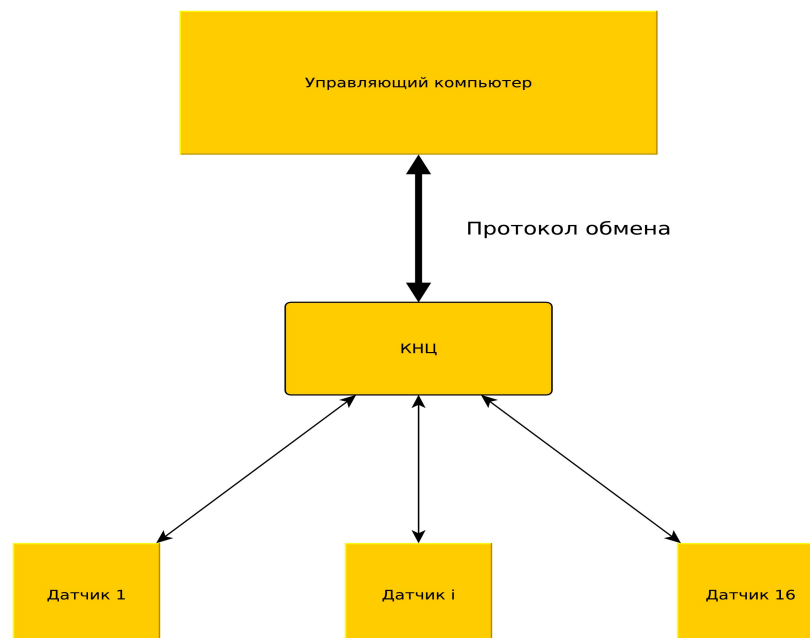 Управляющий компьютер
Протокол обмена
КНЦ
Датчик 1
Датчик i
Датчик 16